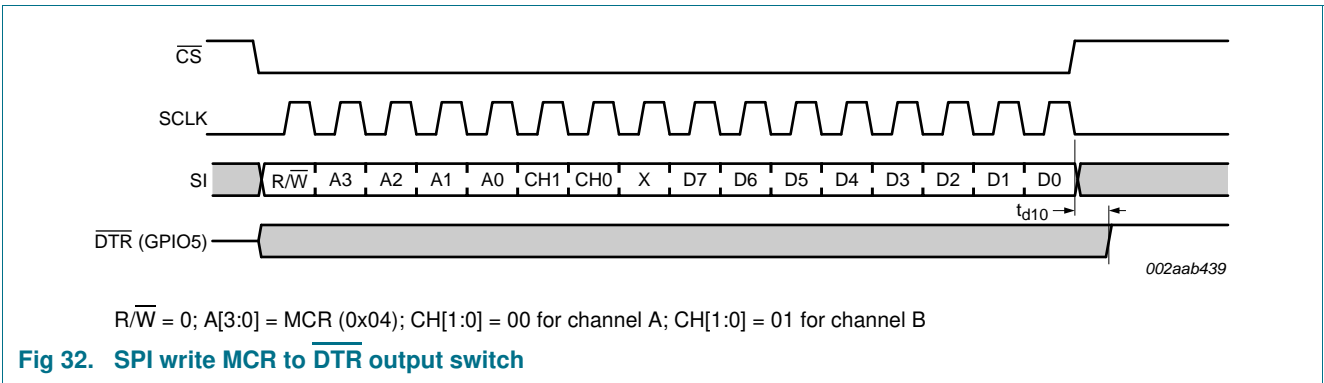 CS
SCLK
SI R/W A3 A2 A1 A0 CH1 CH0 X D7 D6 D5 D4 D3 D2 D1 D0
td10
DTR (GPIO5)
002aab439
R/W = 0; A[3:0] = MCR (0x04); CH[1:0] = 00 for channel A; CH[1:0] = 01 for channel B
Fig 32. SPI write MCR to DTR output switch